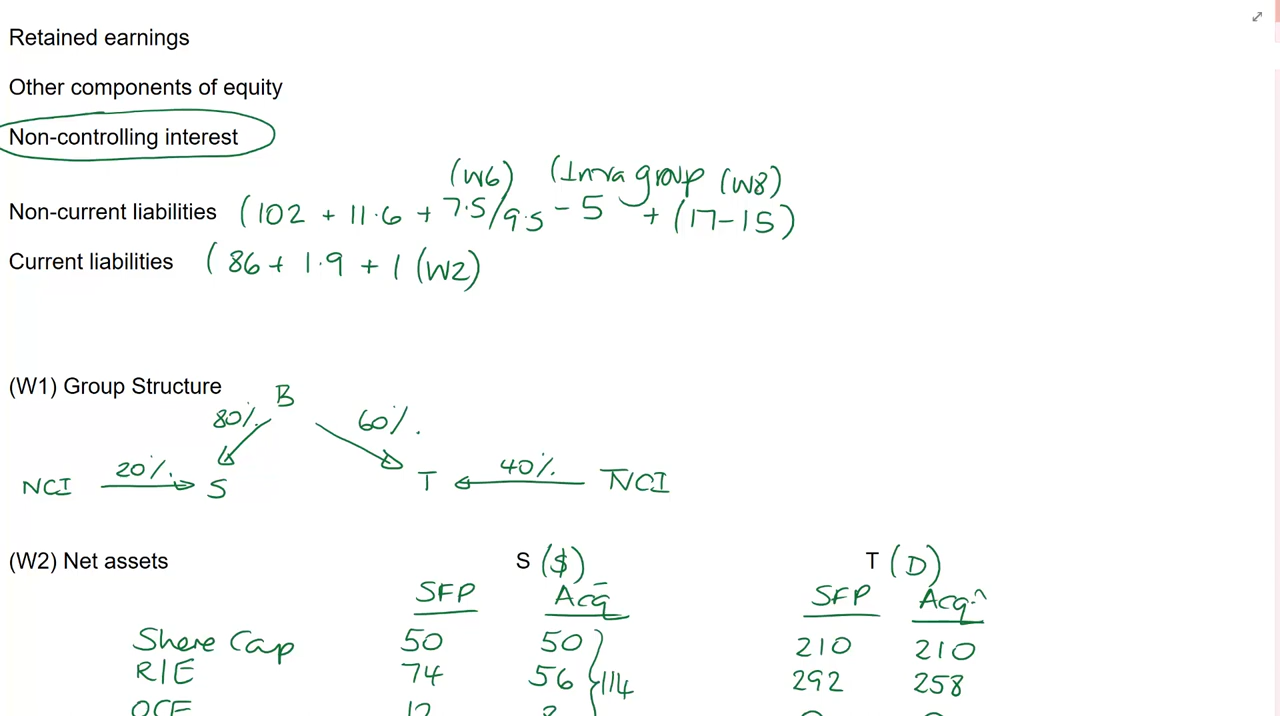 Retained earnings
Other components of equity
Non-controlling interest
(W6) (Intra group (W8)
Non-current liabilities (102 + 11.6 + 7.5/9.5 - 5 + (17-15)
Current liabilities (86 + 1.9 + 1 (W2)
(W1) Group Structure
B
80%. 60%.
NCI 20%. S T 40%. NCI
(W2) Net assets S ($) T (D)
SFP Acq SFP Acqn
Share Cap 50 50 210 210
R/E 74 56 114 292 258
OCE 12